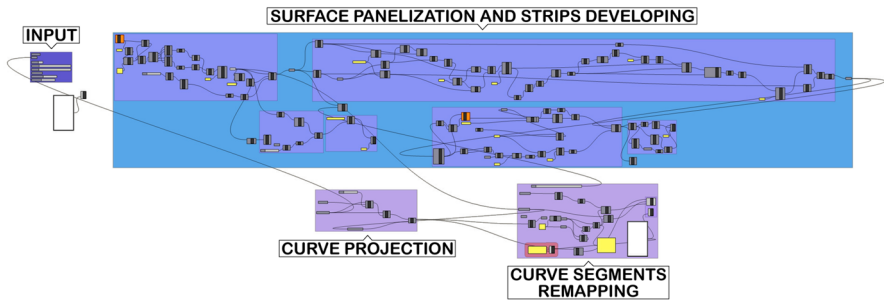 SURFACE PANELIZATION AND STRIPS DEVELOPING
INPUT
CURVE PROJECTION
CURVE SEGMENTS
REMAPPING